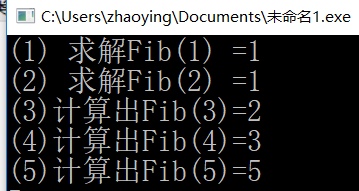 C:\Users\zhaoying\Documents\未命名1.exe
(1) 求解Fib(1) =1
(2) 求解Fib(2) =1
(3)计算出Fib(3)=2
(4)计算出Fib(4)=3
(5)计算出Fib(5)=5